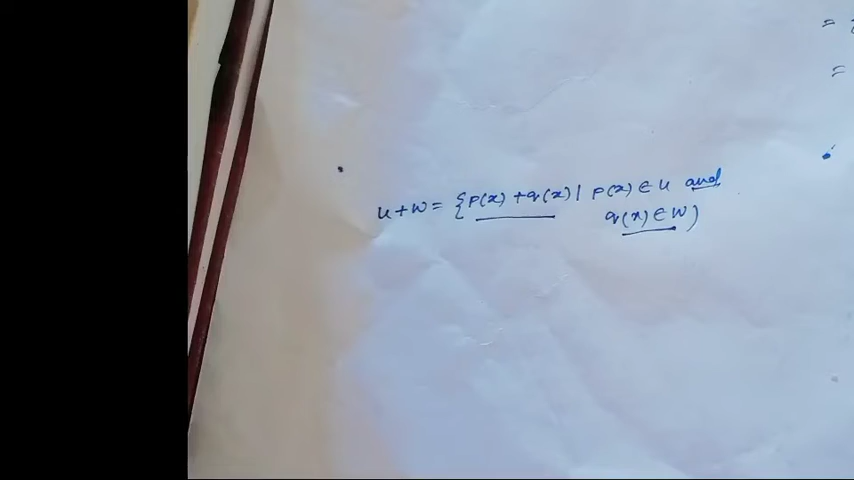 =
=
U+W = {p(x) + q(x) | p(x) ∈ U and
q(x) ∈ W)